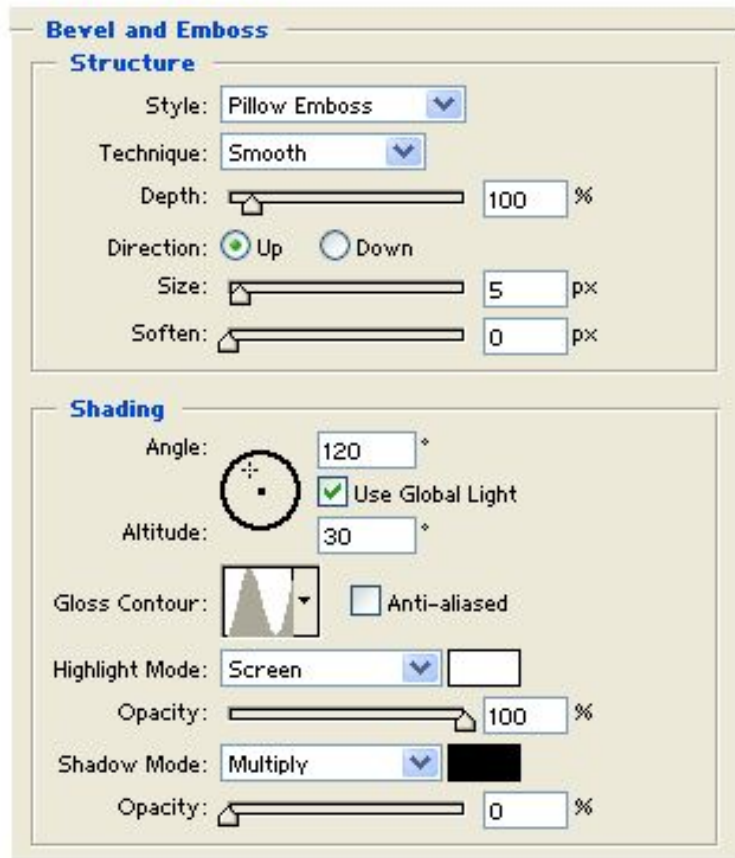 Bevel and Emboss
Structure
Style: Pillow Emboss
Technique: Smooth
Depth: 100 %
Direction: Up Down
Size: 5 px
Soften: 0 px
Shading
Angle: 120 °
Use Global Light
Altitude: 30 °
Gloss Contour: Anti-aliased
Highlight Mode: Screen
Opacity: 100 %
Shadow Mode: Multiply
Opacity: 0 %